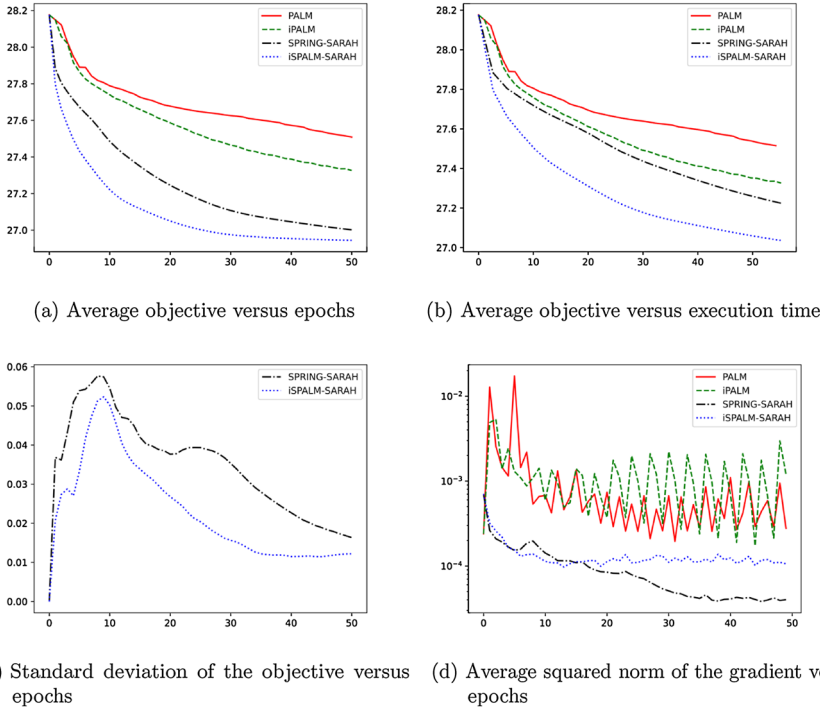 28.2
28.0
27.8
27.6
27.4
27.2
27.0
0 10 20 30 40 50
PALM
iPALM
SPRING-SARAH
iSPALM-SARAH
(a) Average objective versus epochs
28.2
28.0
27.8
27.6
27.4
27.2
27.0
0 10 20 30 40 50
PALM
iPALM
SPRING-SARAH
iSPALM-SARAH
(b) Average objective versus execution time
0.06
0.05
0.04
0.03
0.02
0.01
0.00
0 10 20 30 40 50
SPRING-SARAH
iSPALM-SARAH
) Standard deviation of the objective versus
epochs
10⁻²
10⁻³
10⁻⁴
0 10 20 30 40 50
PALM
iPALM
SPRING-SARAH
iSPALM-SARAH
(d) Average squared norm of the gradient
epochs